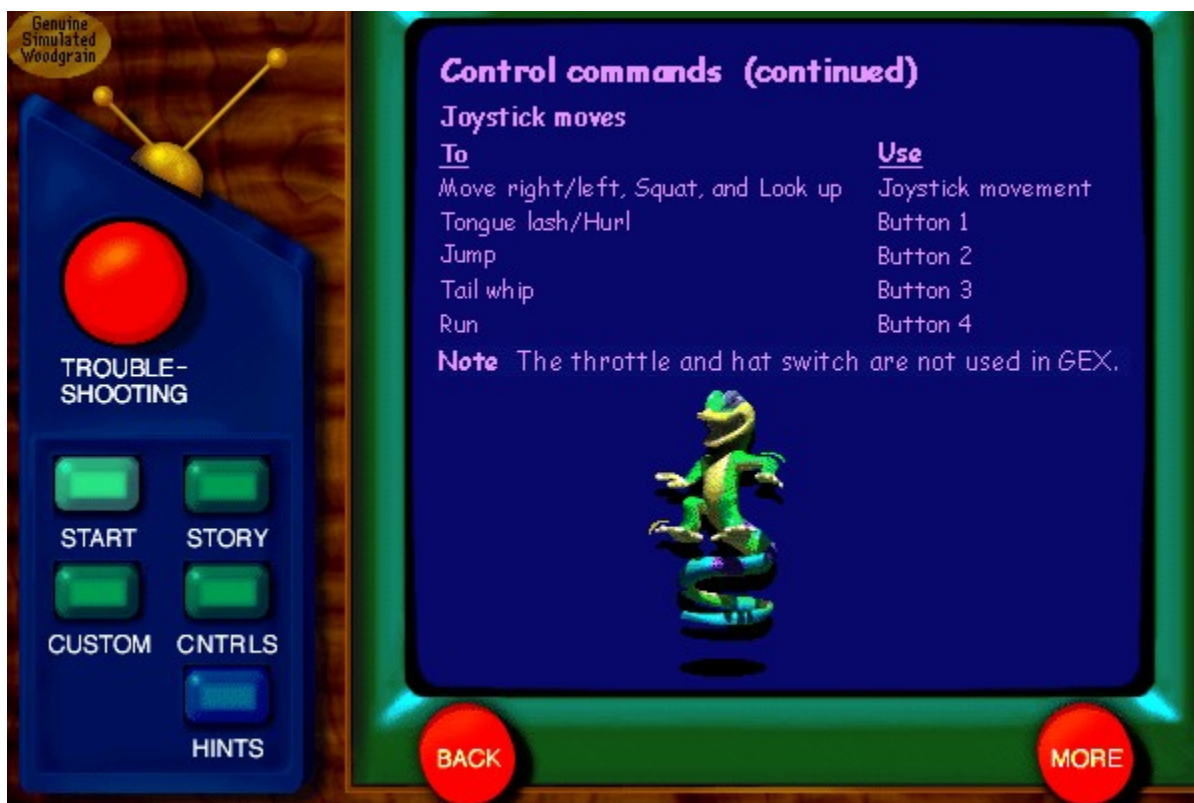 Genuine
Simulated
Woodgrain
TROUBLE-
SHOOTING
START STORY
CUSTOM CNTRLS
HINTS
Control commands (continued)
Joystick moves
To Use
Move right/left, Squat, and Look up Joystick movement
Tongue lash/Hurl Button 1
Jump Button 2
Tail whip Button 3
Run Button 4
Note The throttle and hat switch are not used in GEX.
BACK MORE